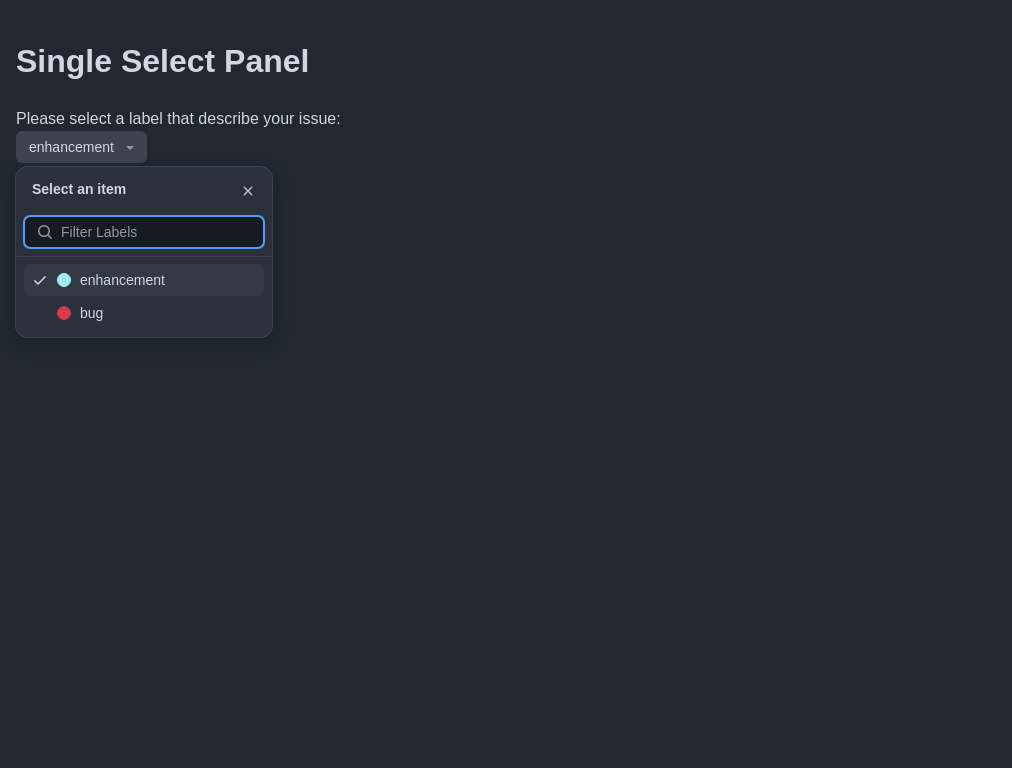 Single Select Panel
Please select a label that describe your issue:
enhancement
Select an item
Filter Labels
enhancement
bug